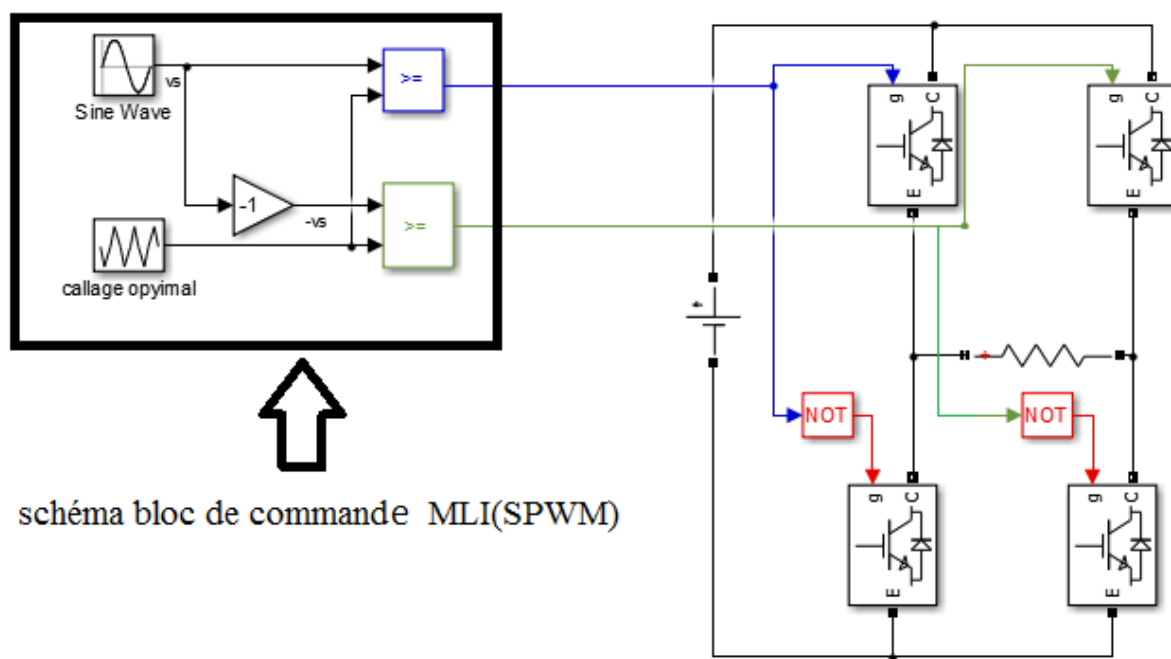 vs
>=
Sine Wave
-1
-vs
>=
callage opyimal
g
C
E
g
C
E
+
NOT
NOT
g
C
E
g
C
E
schéma bloc de commande MLI(SPWM)